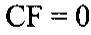 CF = 0